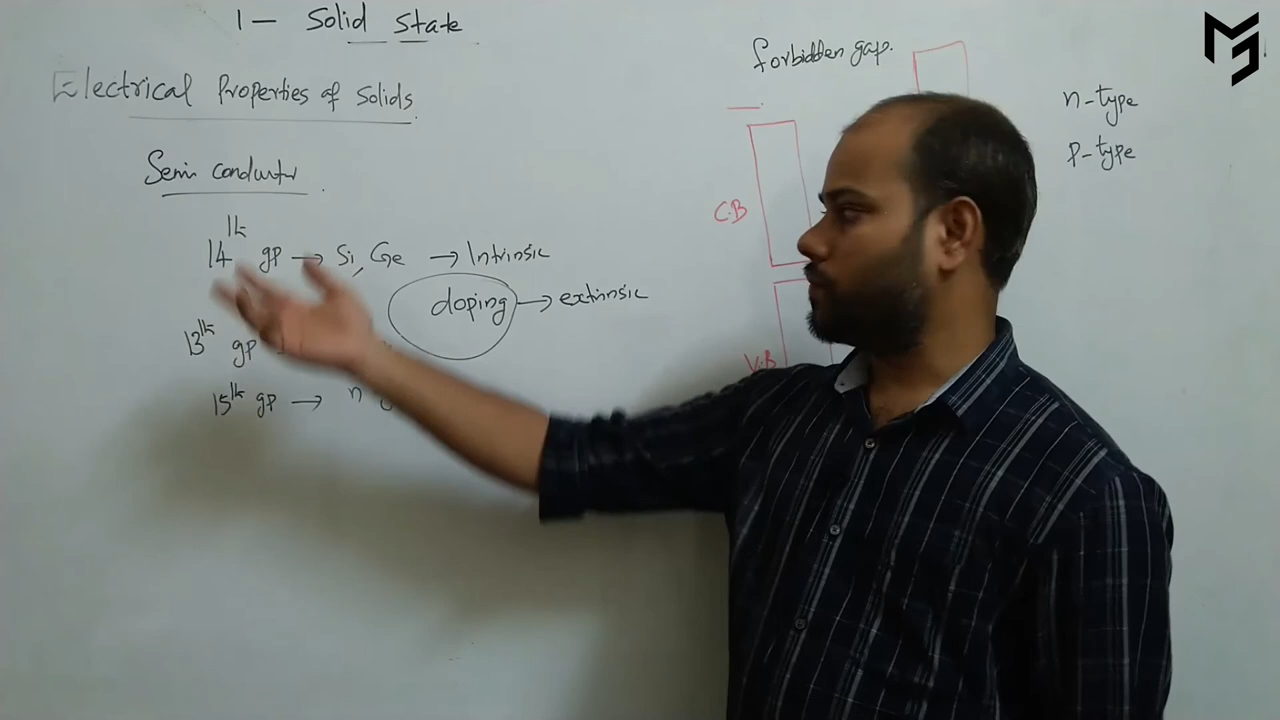 1 - Solid State
Electrical Properties of Solids
Semi conductor
14th gp → Si, Ge → Intrinsic
doping → extrinsic
13th gp
15th gp → n
forbidden gap.
C.B
V.B
n-type
p-type
MJ